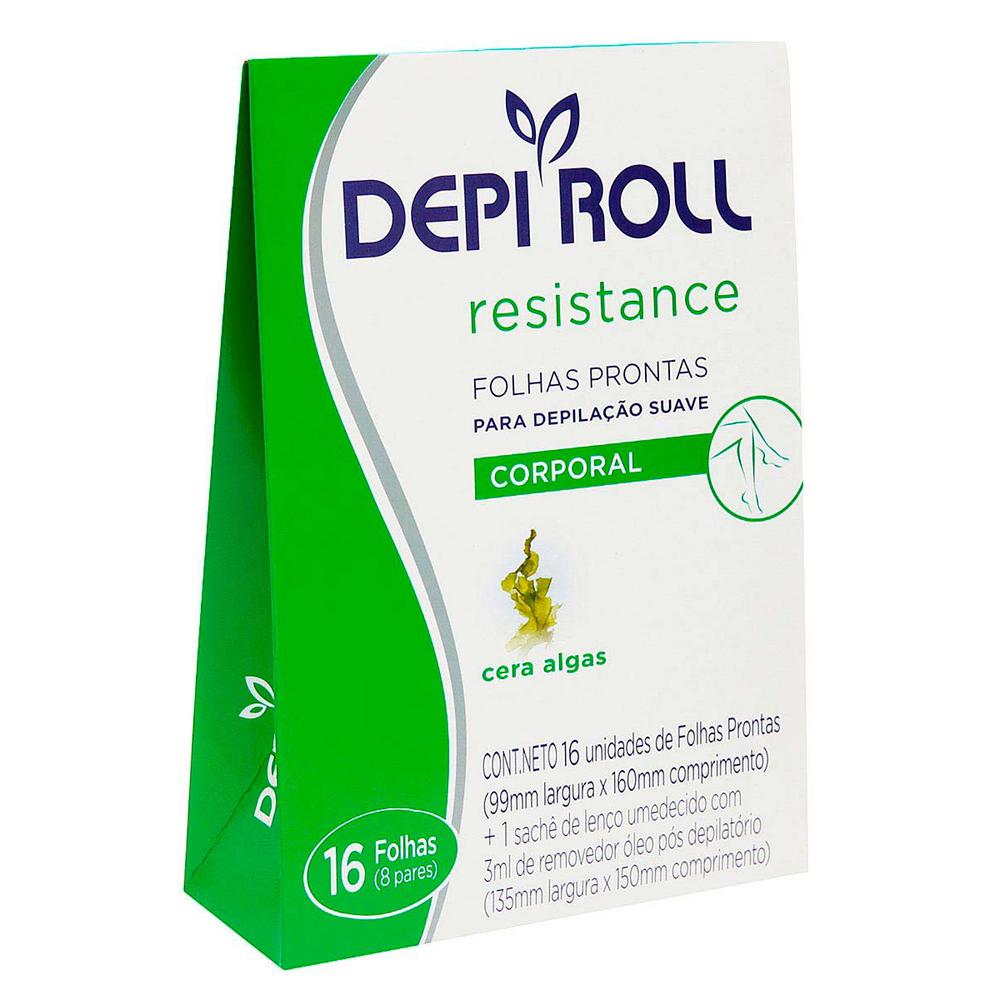 DEPI ROLL
resistance
FOLHAS PRONTAS
PARA DEPILAÇÃO SUAVE
CORPORAL
cera algas
CONT.NETO 16 unidades de Folhas Prontas
(99mm largura x 160mm comprimento)
+ 1 sachê de lenço umedecido com
3ml de removedor óleo pós depilatório
(135mm largura x 150mm comprimento)
16 Folhas
(8 pares)